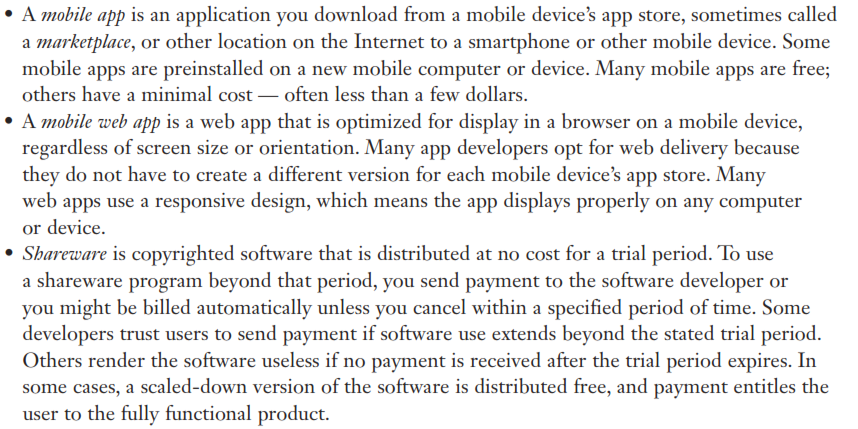 • A mobile app is an application you download from a mobile device’s app store, sometimes called
a marketplace, or other location on the Internet to a smartphone or other mobile device. Some
mobile apps are preinstalled on a new mobile computer or device. Many mobile apps are free;
others have a minimal cost — often less than a few dollars.
• A mobile web app is a web app that is optimized for display in a browser on a mobile device,
regardless of screen size or orientation. Many app developers opt for web delivery because
they do not have to create a different version for each mobile device’s app store. Many
web apps use a responsive design, which means the app displays properly on any computer
or device.
• Shareware is copyrighted software that is distributed at no cost for a trial period. To use
a shareware program beyond that period, you send payment to the software developer or
you might be billed automatically unless you cancel within a specified period of time. Some
developers trust users to send payment if software use extends beyond the stated trial period.
Others render the software useless if no payment is received after the trial period expires. In
some cases, a scaled-down version of the software is distributed free, and payment entitles the
user to the fully functional product.